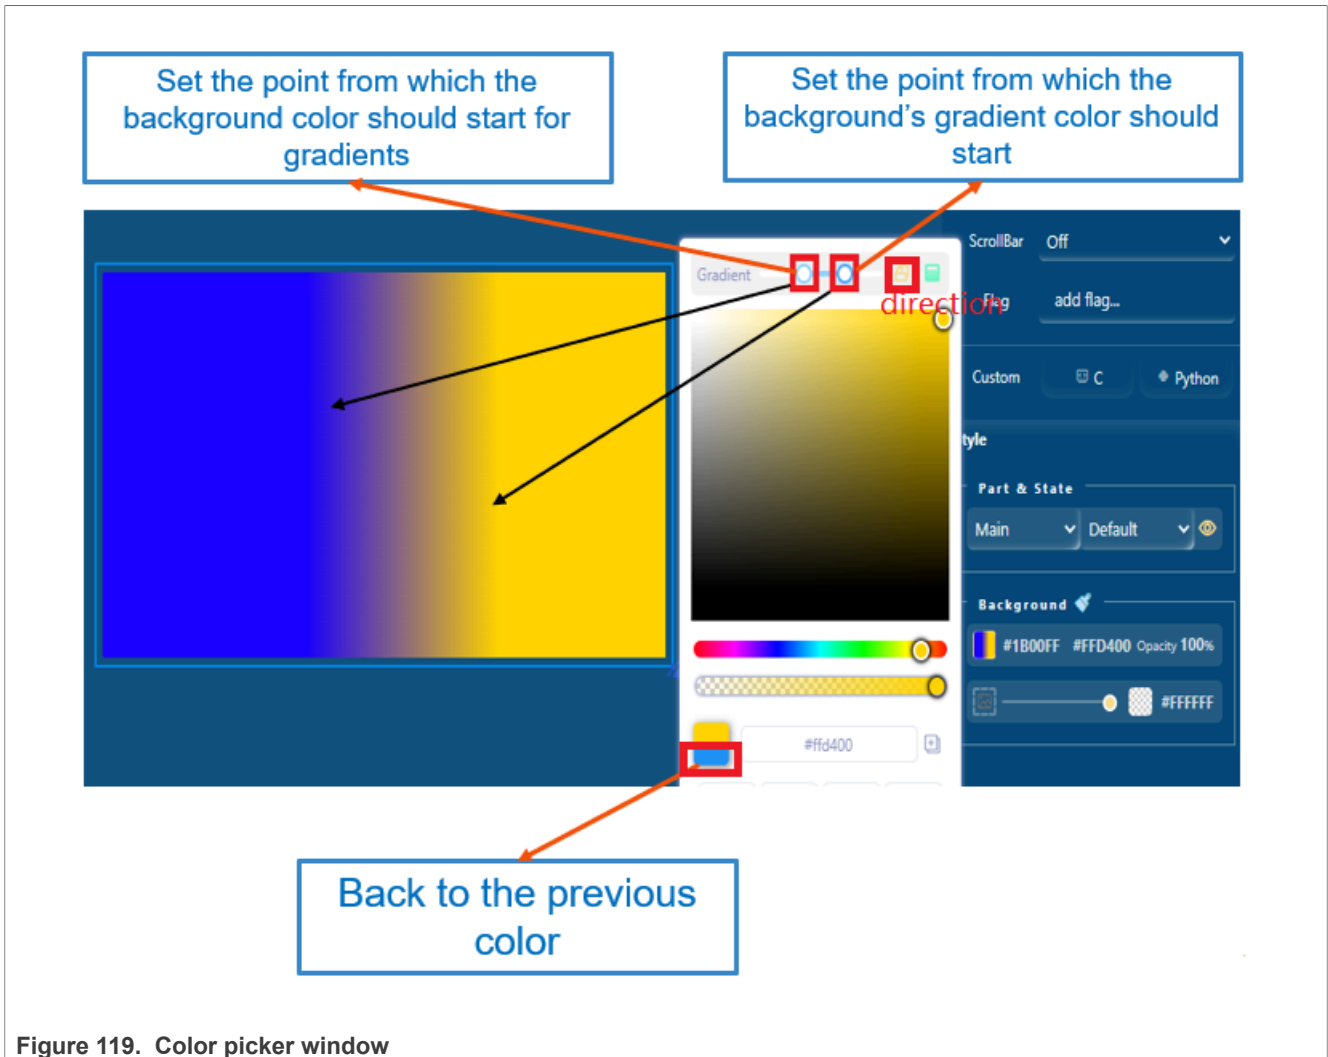 Set the point from which the
background color should start for
gradients
Set the point from which the
background's gradient color should
start
ScrollBar Off
Gradient
direction
Flag add flag...
Custom C Python
tyle
Part & State
Main Default
Background
#1B00FF #FFD400 Opacity 100%
#FFFFFF
#ffd400
Back to the previous
color
Figure 119. Color picker window